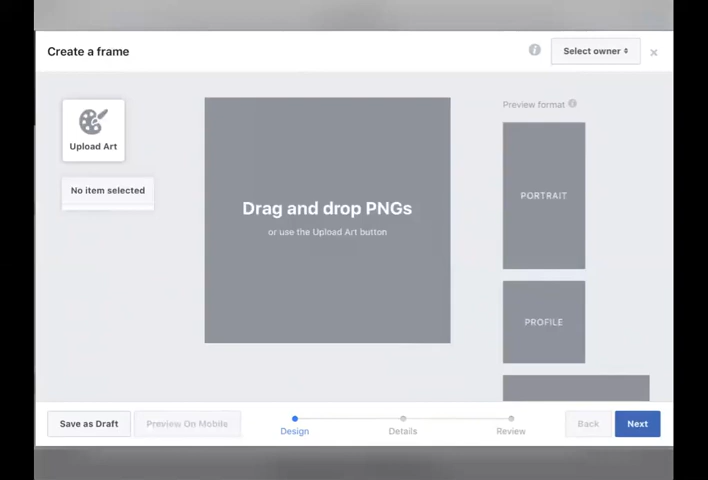 Create a frame
Select owner
Upload Art
No item selected
Drag and drop PNGs
or use the Upload Art button
Preview format
PORTRAIT
PROFILE
Save as Draft
Preview On Mobile
Design
Details
Review
Back
Next